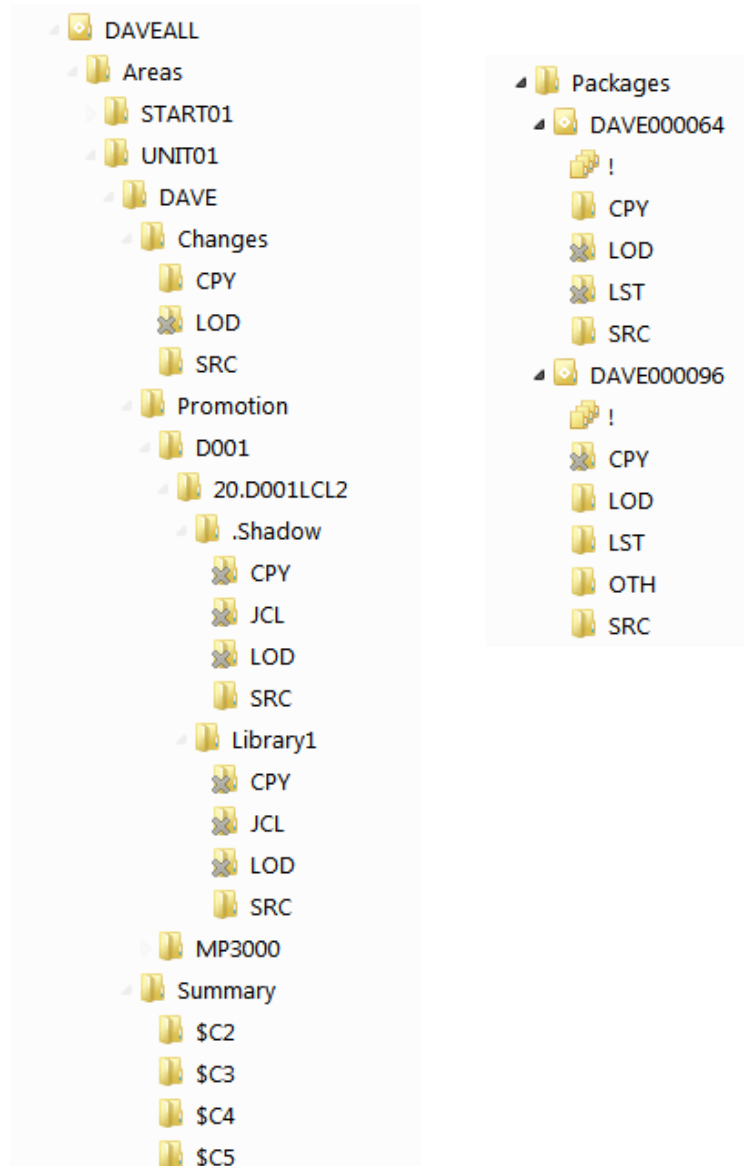 DAVEALL
Areas
START01
UNIT01
DAVE
Changes
CPY
LOD
SRC
Promotion
D001
20.D001LCL2
.Shadow
CPY
JCL
LOD
SRC
Library1
CPY
JCL
LOD
SRC
MP3000
Summary
$C2
$C3
$C4
$C5
Packages
DAVE000064
!
CPY
LOD
LST
SRC
DAVE000096
!
CPY
LOD
LST
OTH
SRC